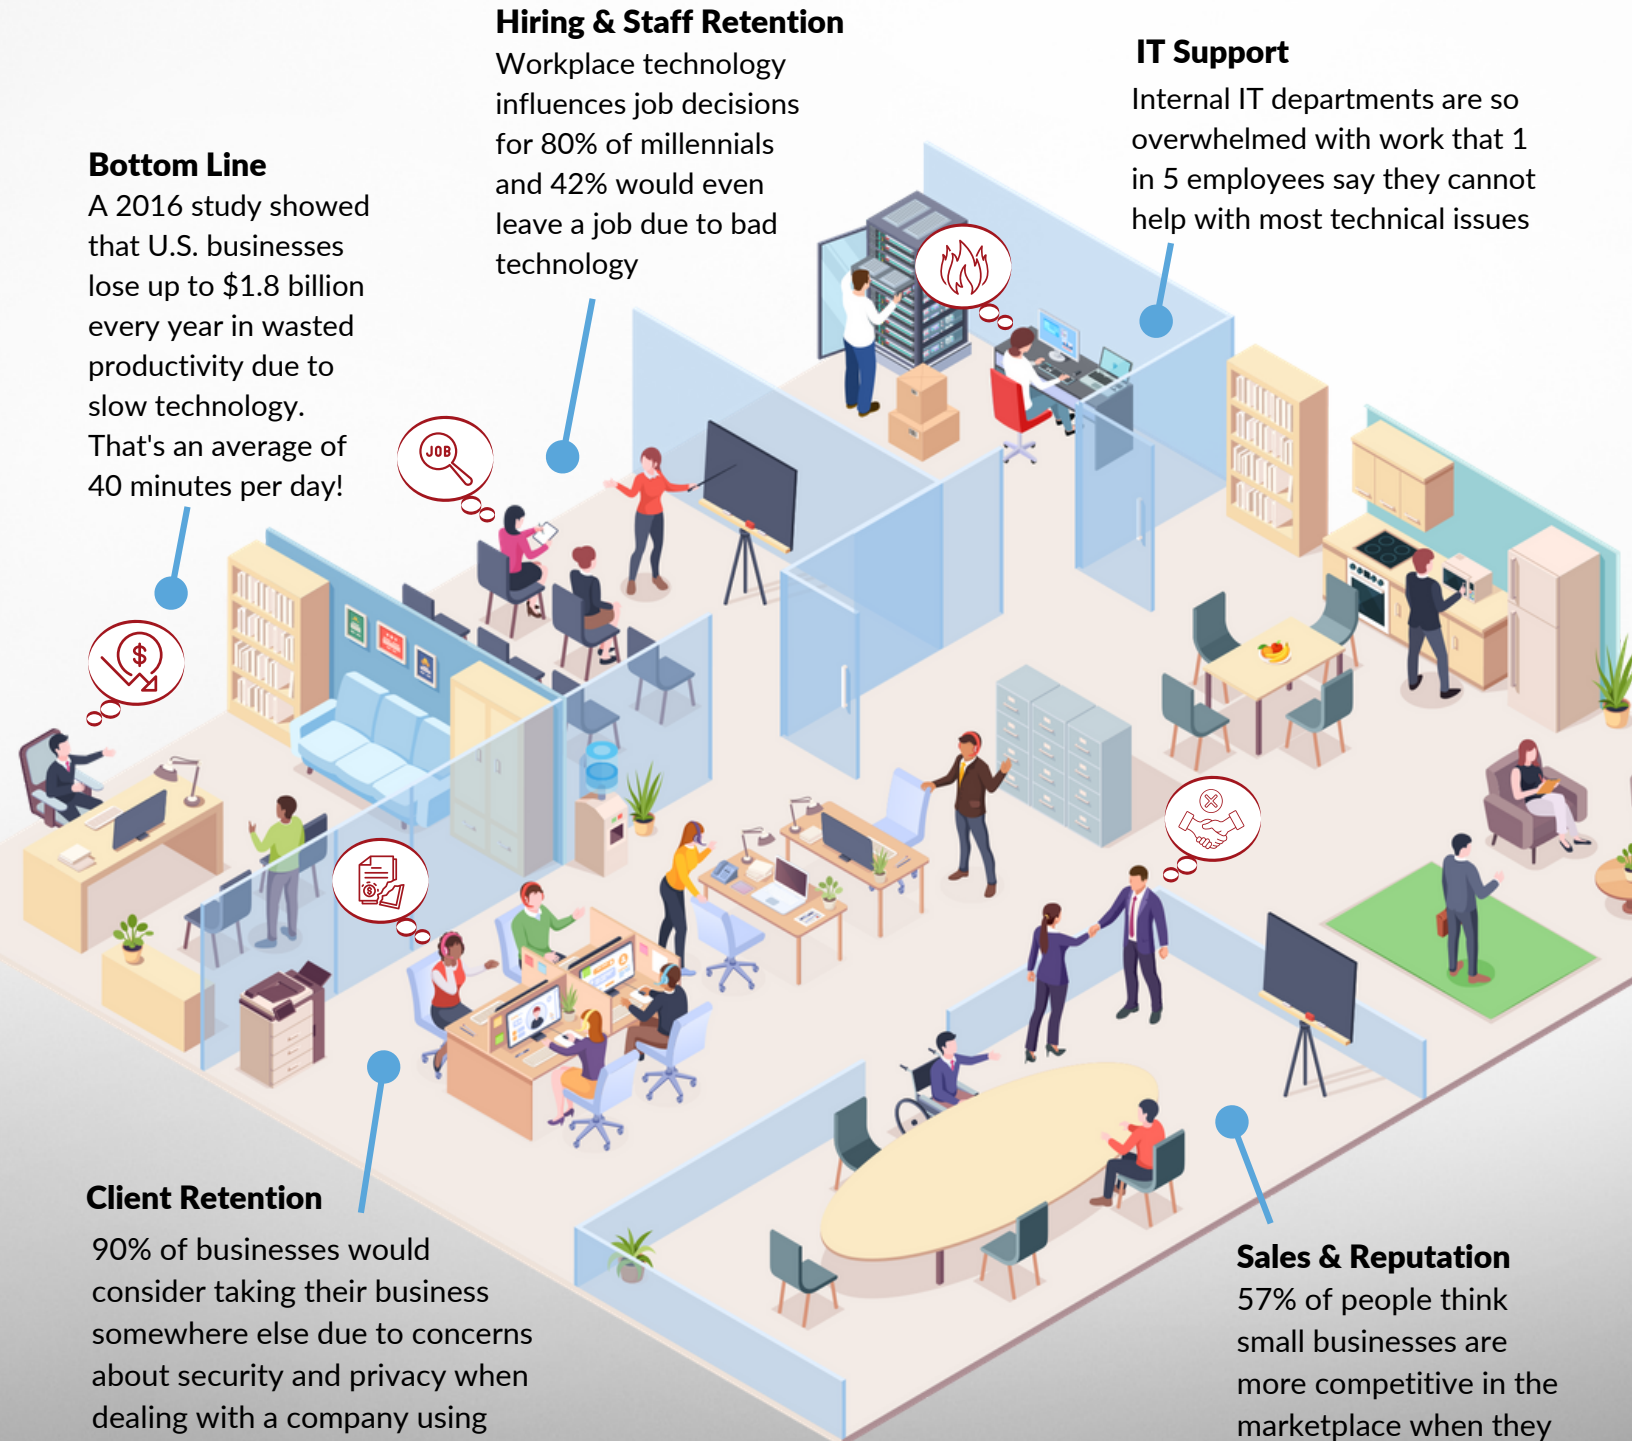 Hiring & Staff Retention
Workplace technology
influences job decisions
for 80% of millennials
and 42% would even
leave a job due to bad
technology
IT Support
Internal IT departments are so
overwhelmed with work that 1
in 5 employees say they cannot
help with most technical issues
Bottom Line
A 2016 study showed
that U.S. businesses
lose up to $1.8 billion
every year in wasted
productivity due to
slow technology.
That's an average of
40 minutes per day!
JOB
$
Client Retention
90% of businesses would
consider taking their business
somewhere else due to concerns
about security and privacy when
dealing with a company using
Sales & Reputation
57% of people think
small businesses are
more competitive in the
marketplace when they